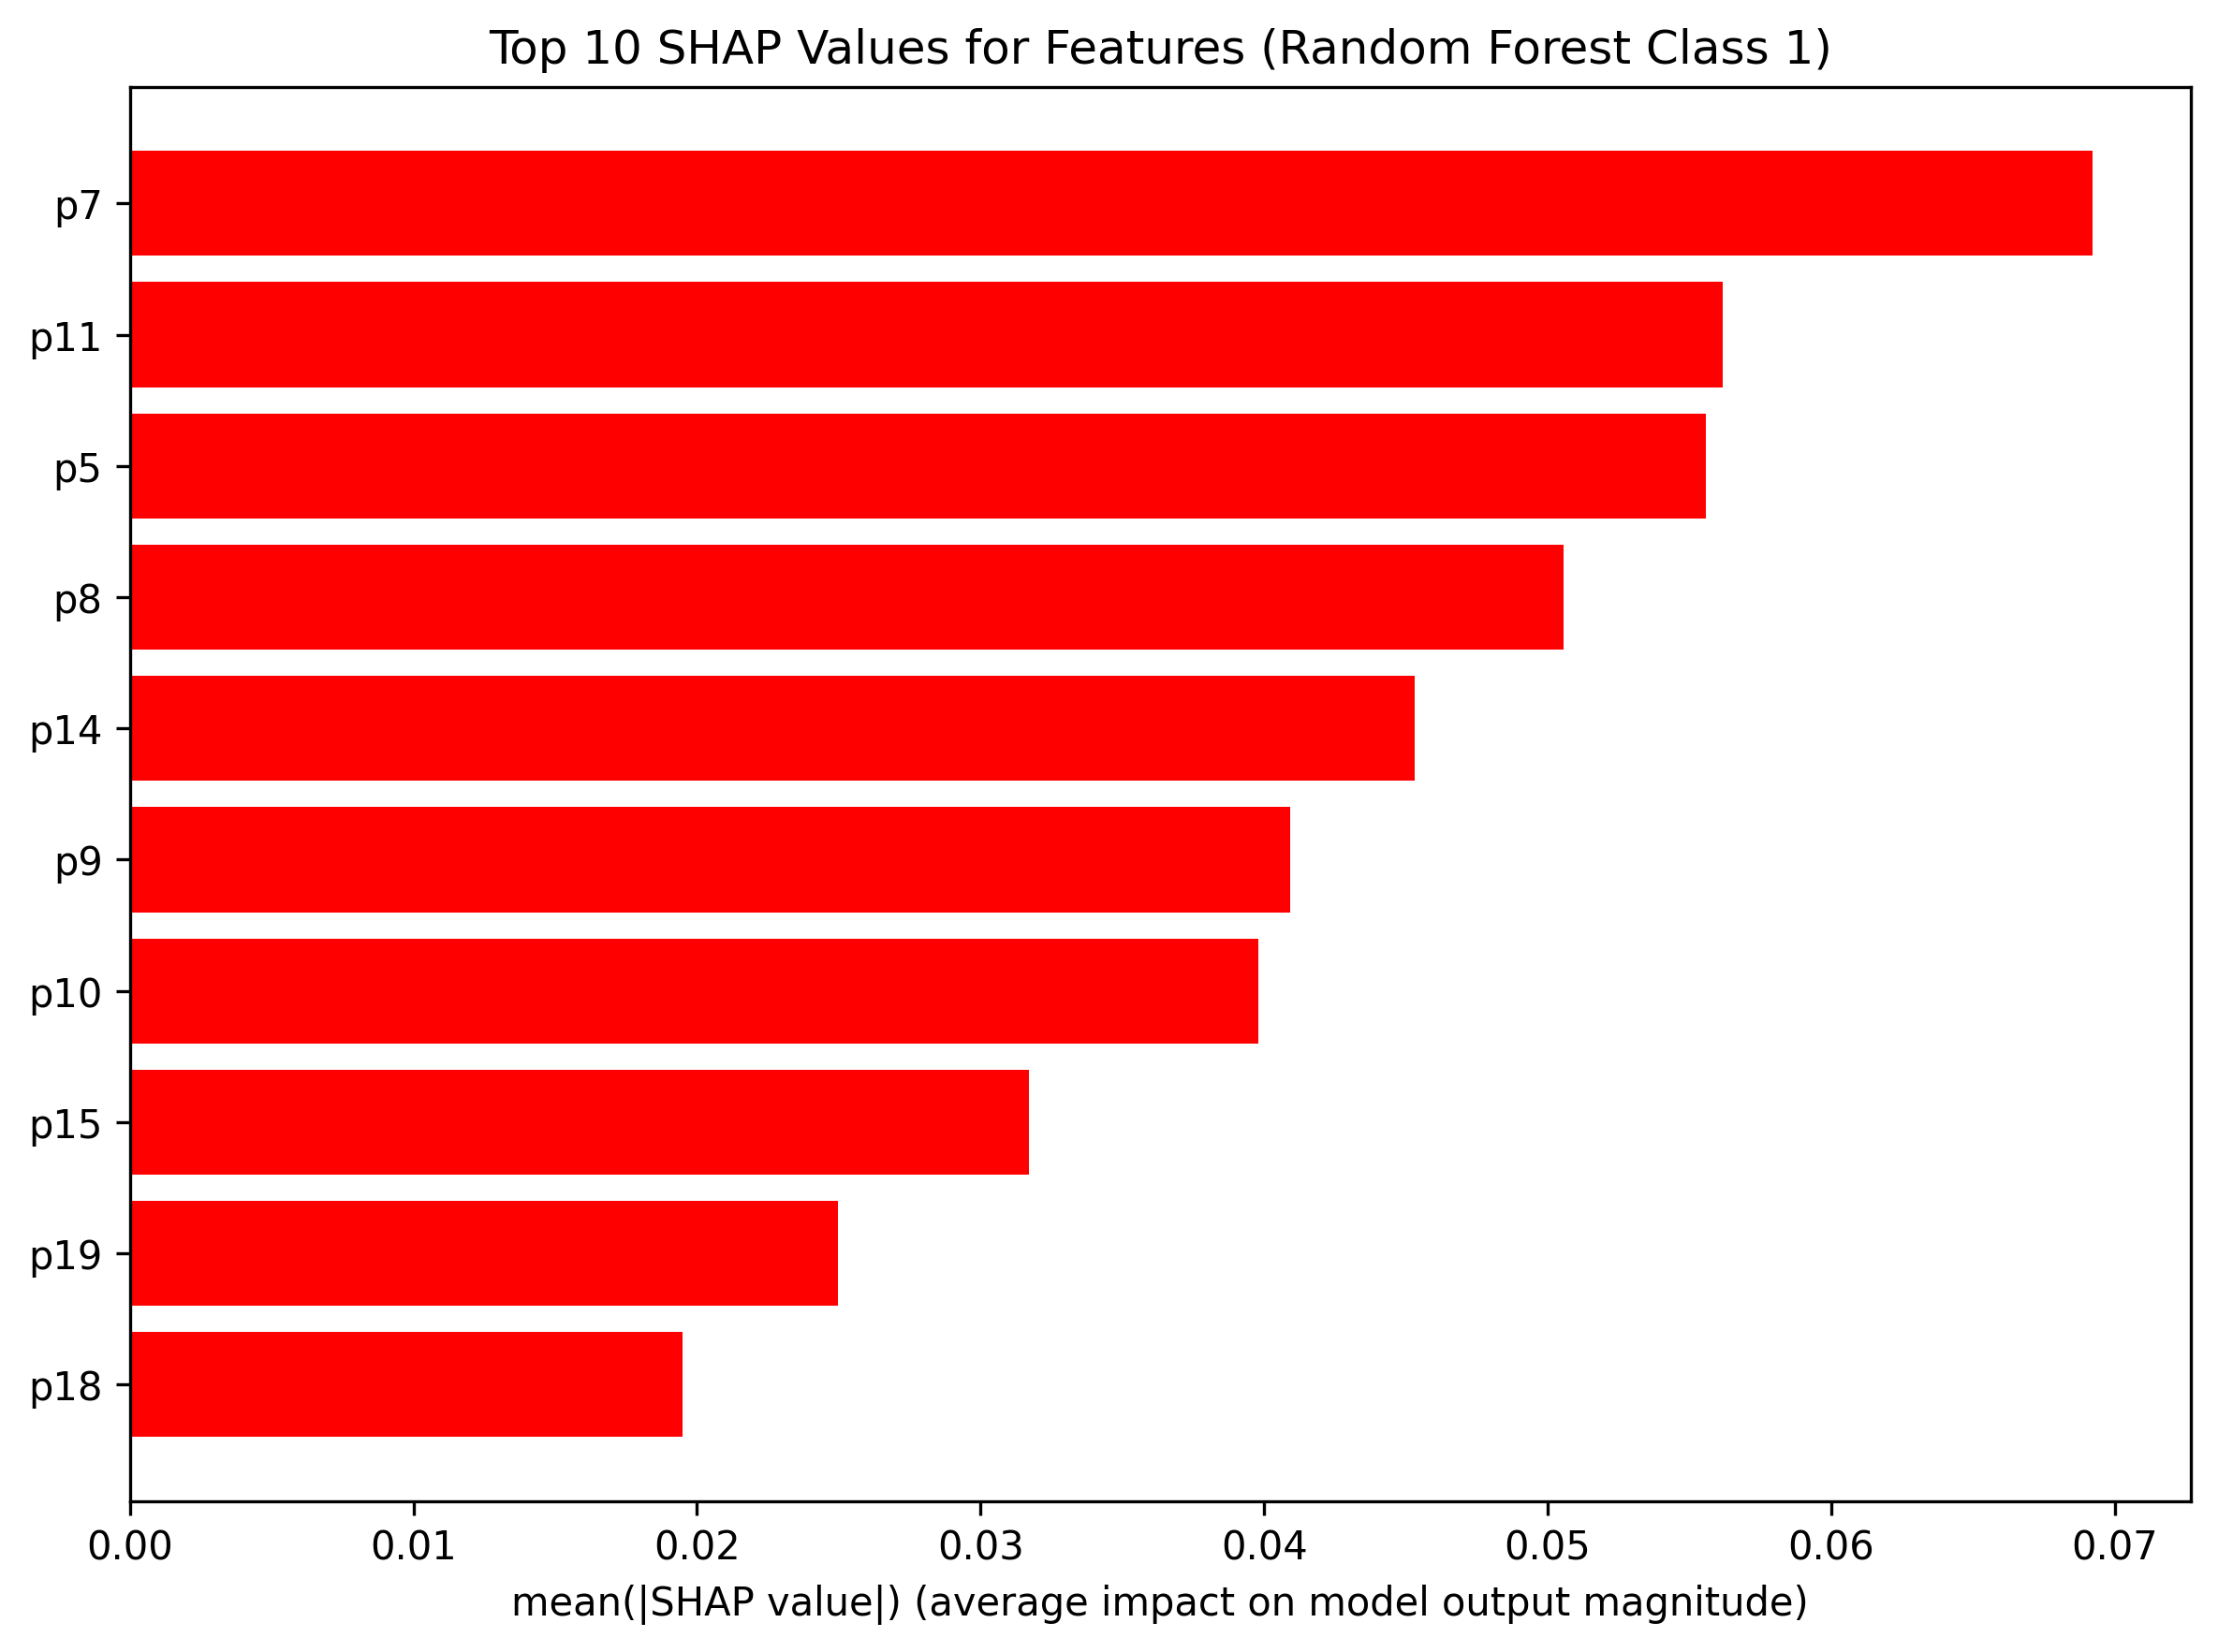 Top 10 SHAP Values for Features (Random Forest Class 1)
p7
p11
p5
p8
p14
p9
p10
p15
p19
p18
0.00 0.01 0.02 0.03 0.04 0.05 0.06 0.07
mean(|SHAP value|) (average impact on model output magnitude)